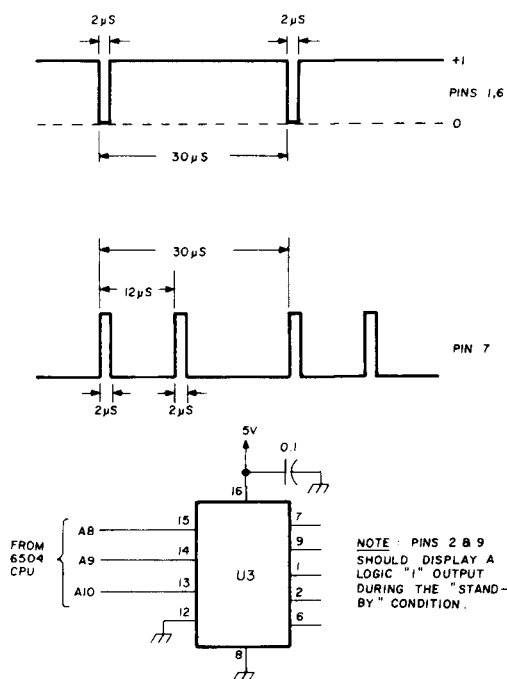 2µS 2µS
+1
PINS 1,6
0
30µS
30µS
12µS
PIN 7
2µS 2µS
5V
0.1
16
FROM
6504
CPU
A8 15
A9 14
A10 13
12
U3
7
9
1
2
6
8
NOTE : PINS 2 & 9
SHOULD DISPLAY A
LOGIC "1" OUTPUT
DURING THE "STAND-
BY" CONDITION.